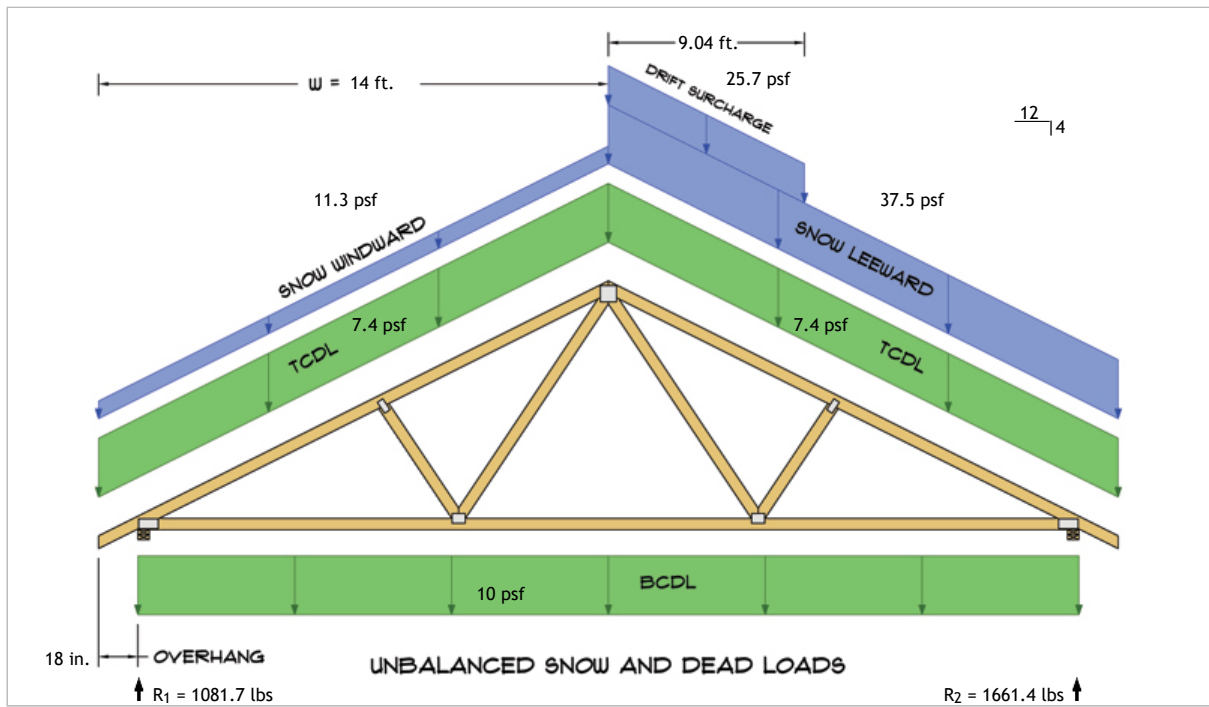 9.04 ft.
DRIFT SURCHARGE
25.7 psf
W = 14 ft.
12
4
11.3 psf
37.5 psf
SNOW WINDWARD
SNOW LEEWARD
7.4 psf
7.4 psf
TCDL
TCDL
10 psf
BCDL
18 in.
OVERHANG
UNBALANCED SNOW AND DEAD LOADS
R1 = 1081.7 lbs
R2 = 1661.4 lbs